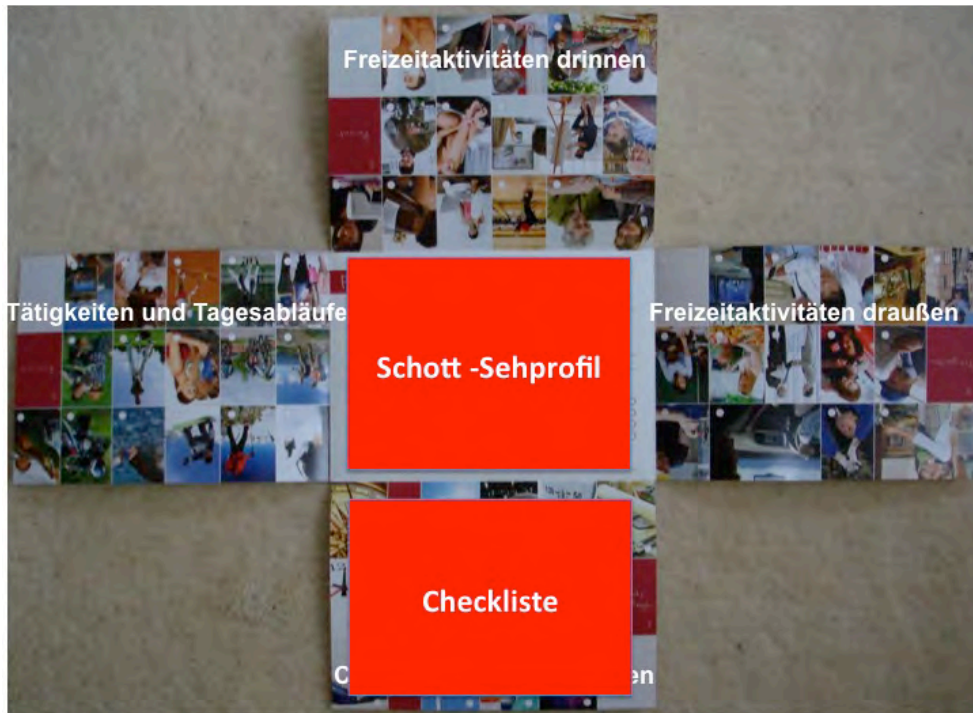 Freizeitaktivitäten drinnen
Tätigkeiten und Tagesabläufe
Freizeitaktivitäten draußen
Schott -Sehprofil
Checkliste